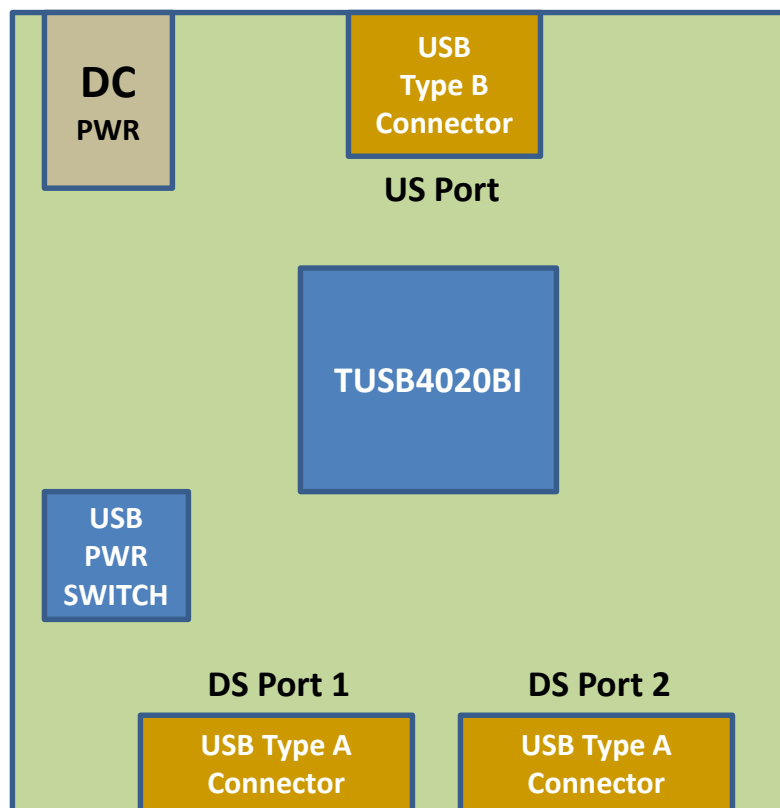 DC
PWR
USB
Type B
Connector
US Port
TUSB4020BI
USB
PWR
SWITCH
DS Port 1
DS Port 2
USB Type A
Connector
USB Type A
Connector